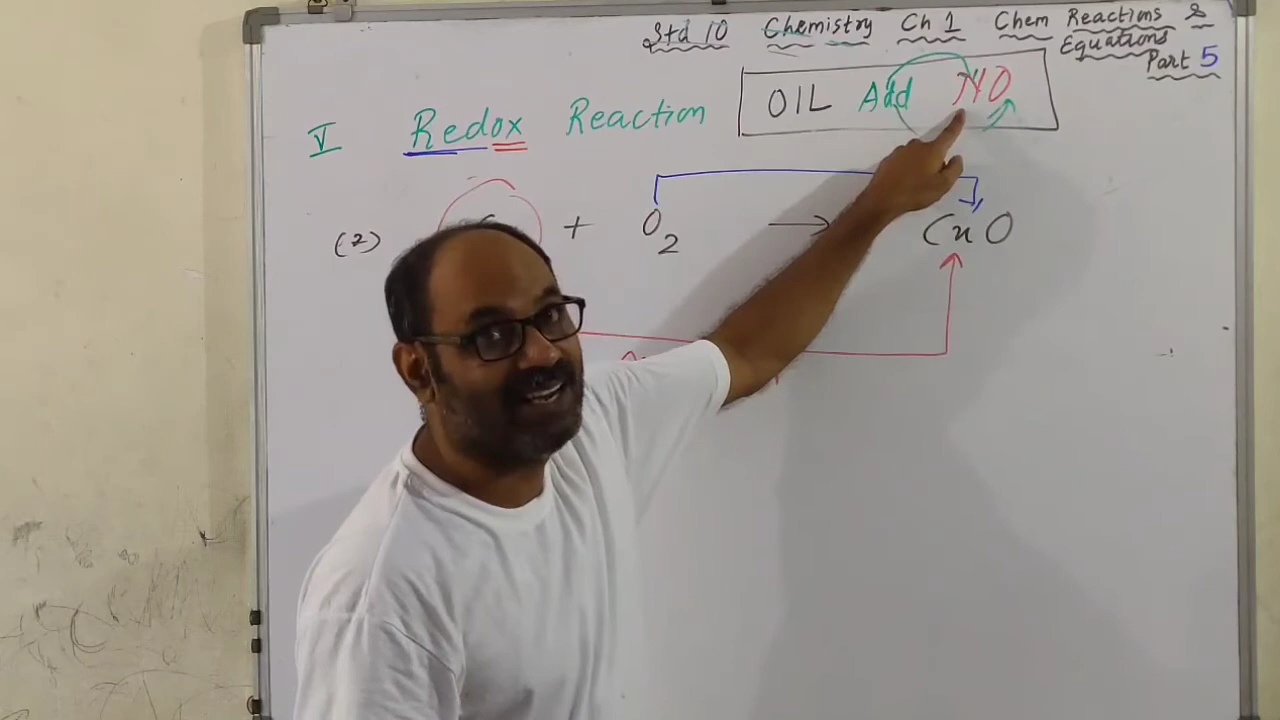 Std 10 Chemistry Ch 1 Chem Reactions &
Equations
Part 5
OIL Add NO
V Redox Reaction
(2) + O2 → CuO